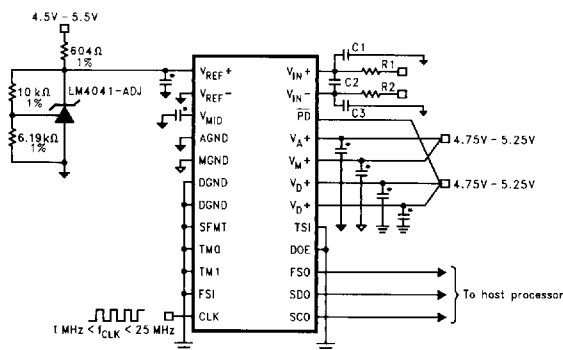 4.5V-5.5V
604Ω
1%
10kΩ
1%
LM4041-ADJ
6.19kΩ
1%
VREF+
VREF-
VMID
AGND
MGND
DGND
DGND
SFMT
TM0
TM1
FSI
CLK
1 MHz < fCLK < 25 MHz
VIN+
VIN-
PD
VA+
VM+
VD+
VD+
TSI
DOE
FSO
SDO
SCO
C1
R1
C2
R2
C3
*
*
*
*
*
*
4.75V-5.25V
4.75V-5.25V
To host processor